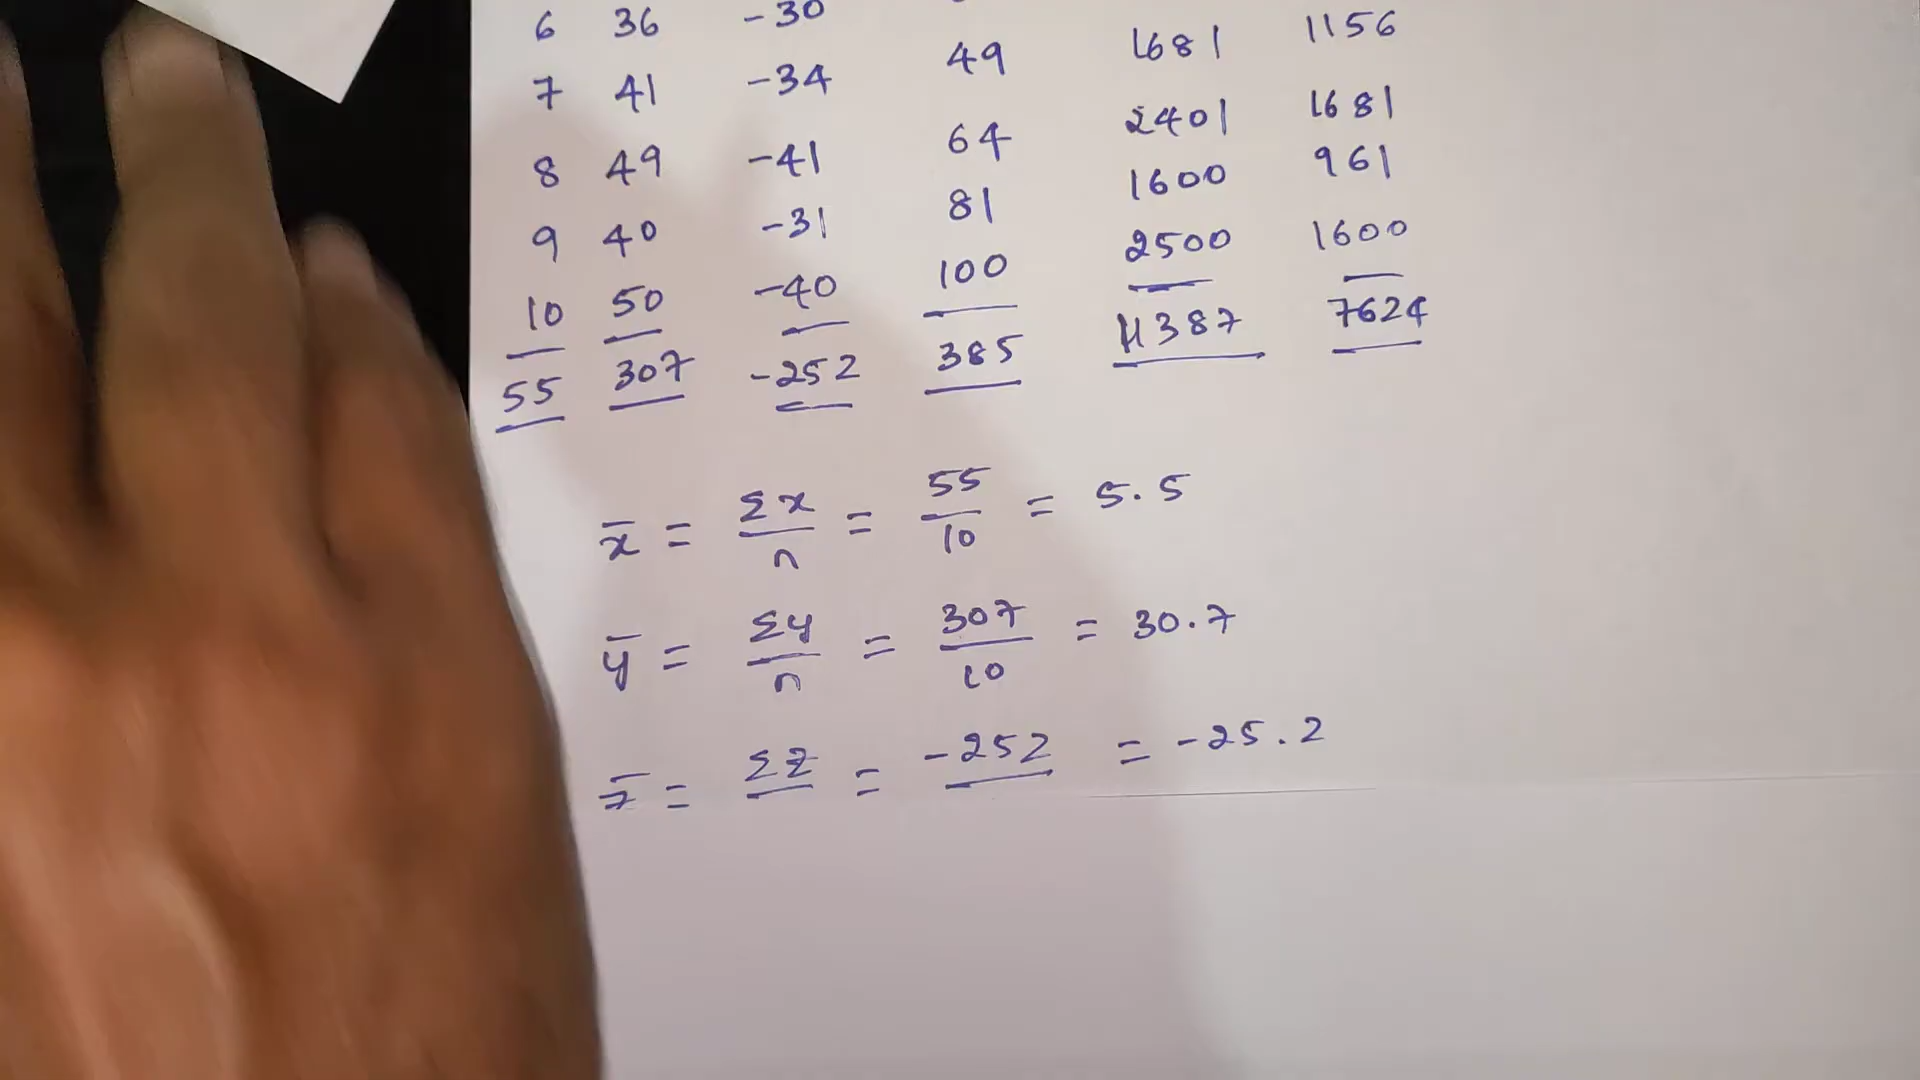 6 36 -30
7 41 -34 49 1681 1156
8 49 -41 64 2401 1681
9 40 -31 81 1600 961
10 50 -40 100 2500 1600
55 307 -252 385 11387 7624
x̄ = Σx/n = 55/10 = 5.5
ȳ = Σy/n = 307/10 = 30.7
z̄ = Σz = -252 = -25.2